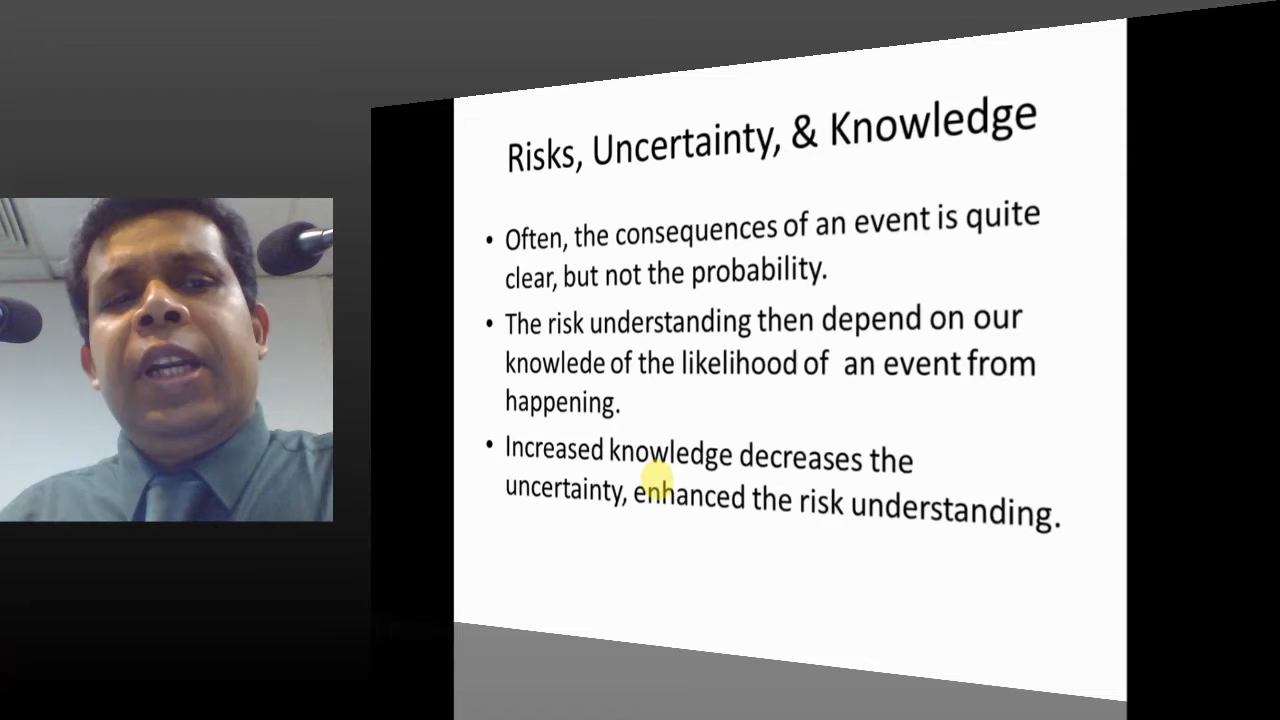 Risks, Uncertainty, & Knowledge
• Often, the consequences of an event is quite
clear, but not the probability.
• The risk understanding then depend on our
knowlede of the likelihood of an event from
happening.
• Increased knowledge decreases the
uncertainty, enhanced the risk understanding.